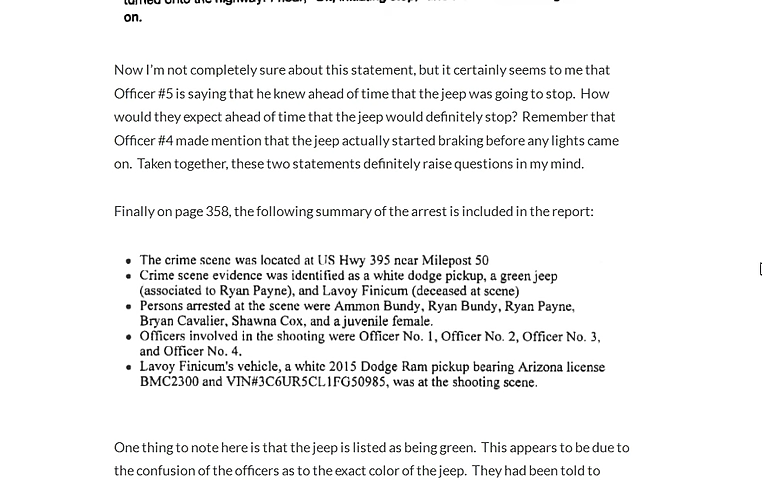 on.
Now I'm not completely sure about this statement, but it certainly seems to me that
Officer #5 is saying that he knew ahead of time that the jeep was going to stop. How
would they expect ahead of time that the jeep would definitely stop? Remember that
Officer #4 made mention that the jeep actually started braking before any lights came
on. Taken together, these two statements definitely raise questions in my mind.
Finally on page 358, the following summary of the arrest is included in the report:
• The crime scene was located at US Hwy 395 near Milepost 50
• Crime scene evidence was identified as a white dodge pickup, a green jeep
(associated to Ryan Payne), and Lavoy Finicum (deceased at scene)
• Persons arrested at the scene were Ammon Bundy, Ryan Bundy, Ryan Payne,
Bryan Cavalier, Shawna Cox, and a juvenile female.
• Officers involved in the shooting were Officer No. 1, Officer No. 2, Officer No. 3,
and Officer No. 4.
• Lavoy Finicum's vehicle, a white 2015 Dodge Ram pickup bearing Arizona license
BMC2300 and VIN#3C6UR5CL1FG50985, was at the shooting scene.
One thing to note here is that the jeep is listed as being green. This appears to be due to
the confusion of the officers as to the exact color of the jeep. They had been told to